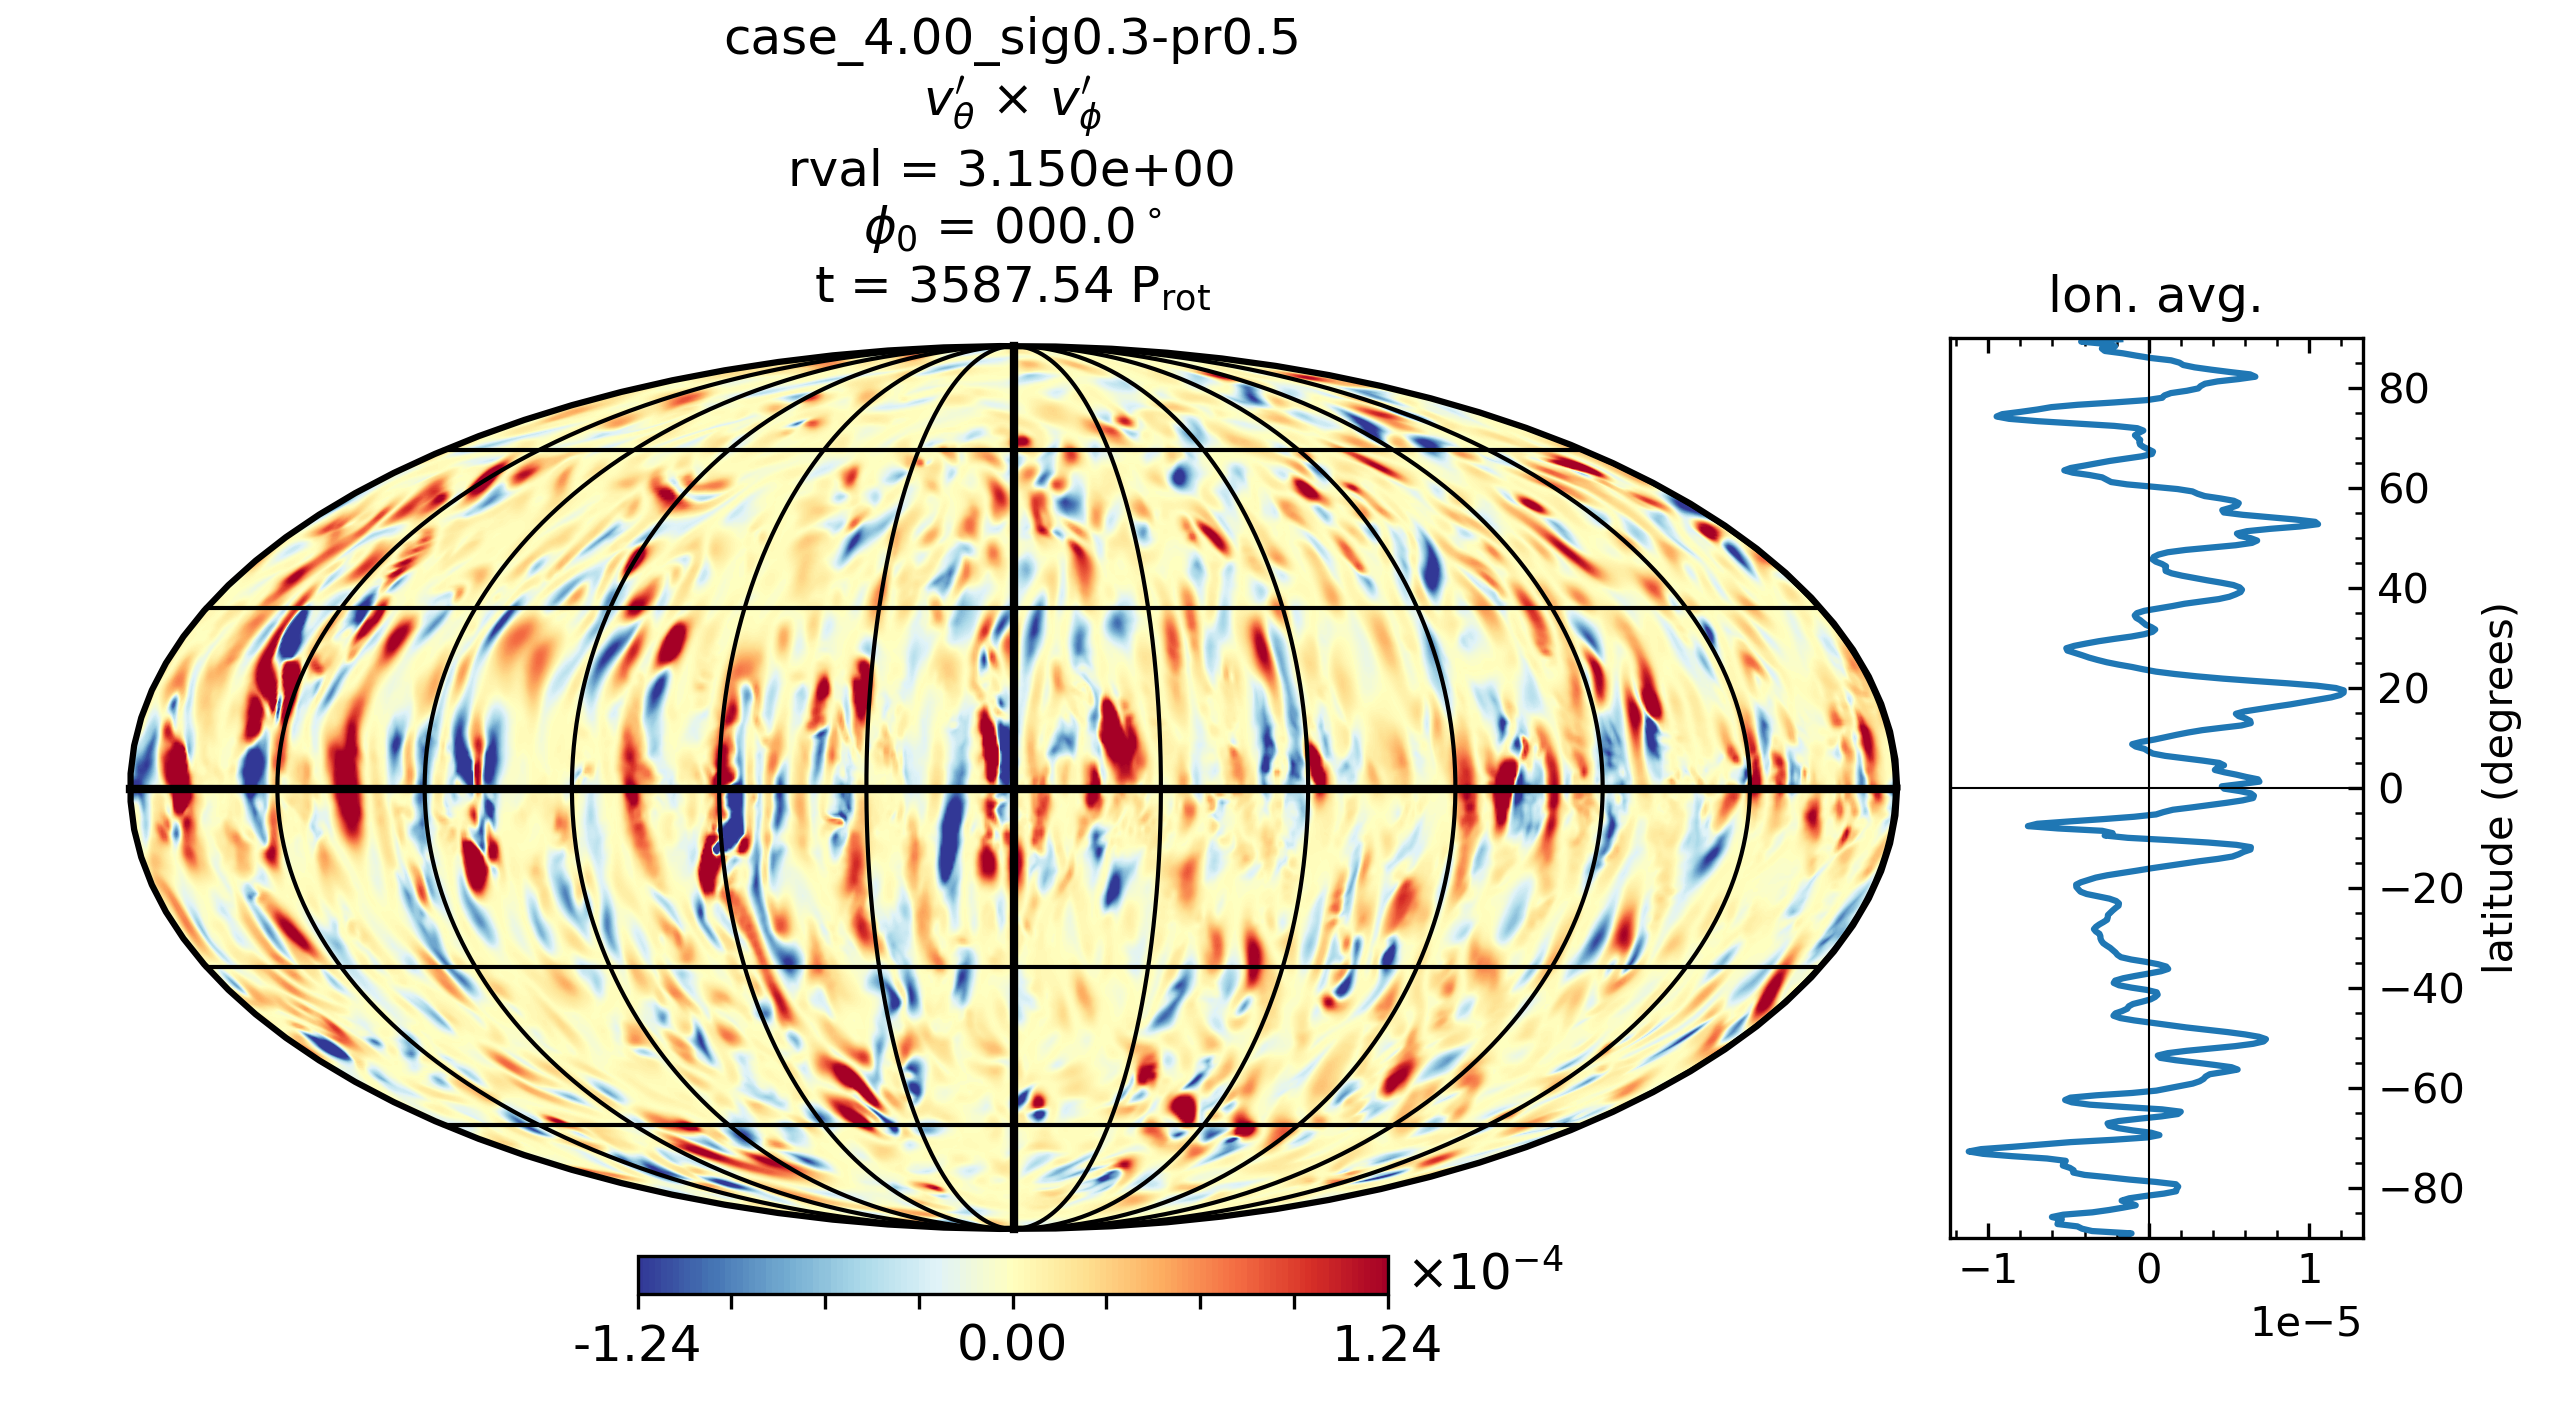 case_4.00_sig0.3-pr0.5
v′θ × v′ϕ
rval = 3.150e+00
ϕ0 = 000.0°
t = 3587.54 Prot
lon. avg.
80
60
40
20
0
−20
−40
−60
−80
latitude (degrees)
−1 0 1
1e−5
×10−4
-1.24 0.00 1.24